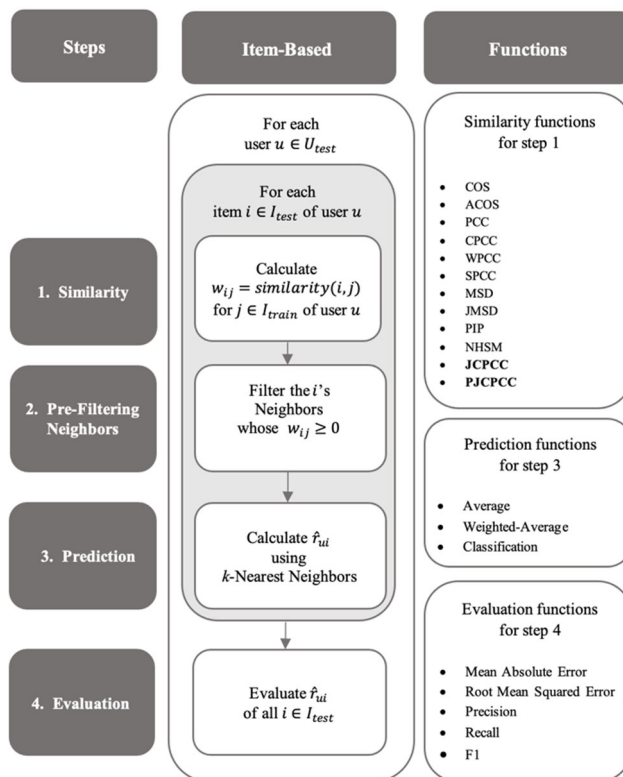 Steps
Item-Based
Functions
For each
user u ∈ U_test
For each
item i ∈ I_test of user u
1. Similarity
Calculate
w_ij = similarity(i, j)
for j ∈ I_train of user u
2. Pre-Filtering
Neighbors
Filter the i's
Neighbors
whose w_ij ≥ 0
3. Prediction
Calculate r̂_ui
using
k-Nearest Neighbors
4. Evaluation
Evaluate r̂_ui
of all i ∈ I_test
Similarity functions
for step 1
• COS
• ACOS
• PCC
• CPCC
• WPCC
• SPCC
• MSD
• JMSD
• PIP
• NHSM
• JCPCC
• PJCPCC
Prediction functions
for step 3
• Average
• Weighted-Average
• Classification
Evaluation functions
for step 4
• Mean Absolute Error
• Root Mean Squared Error
• Precision
• Recall
• F1